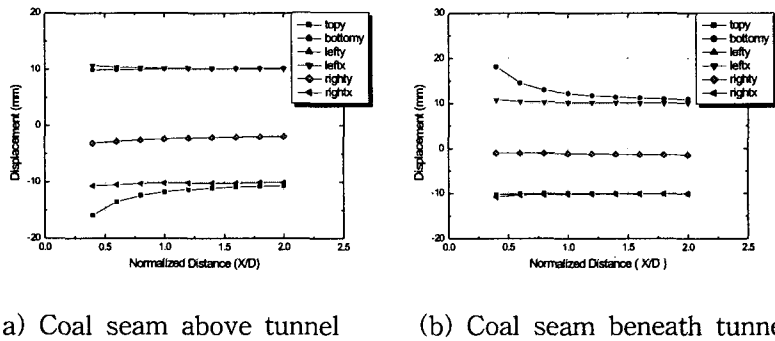 20
10
0
-10
-20
Displacement (mm)
0.0 0.5 1.0 1.5 2.0 2.5
Normalized Distance (X/D)
topy
bottomy
lefty
leftx
righty
rightx
a) Coal seam above tunnel
30
20
10
0
-10
-20
Displacement (mm)
0.0 0.5 1.0 1.5 2.0 2.5
Normalized Distance ( X/D )
topy
bottomy
lefty
leftx
righty
rightx
(b) Coal seam beneath tunne